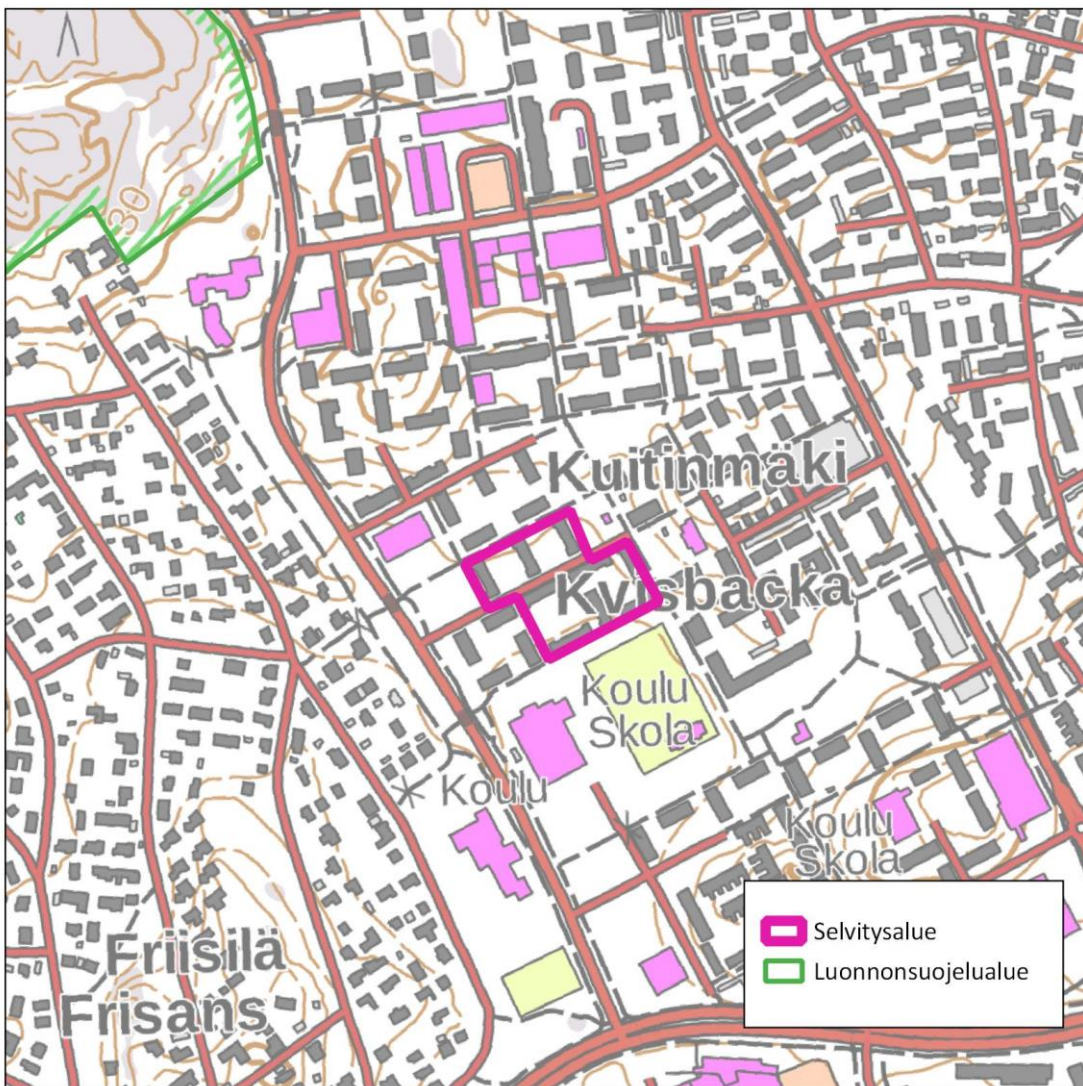 30
Kuitinmäki
Kvisbacka
Koulu
Skola
Koulu
Koulu
Skola
Friisilä
Frisans
Selvitysalue
Luonnonsuojelualue